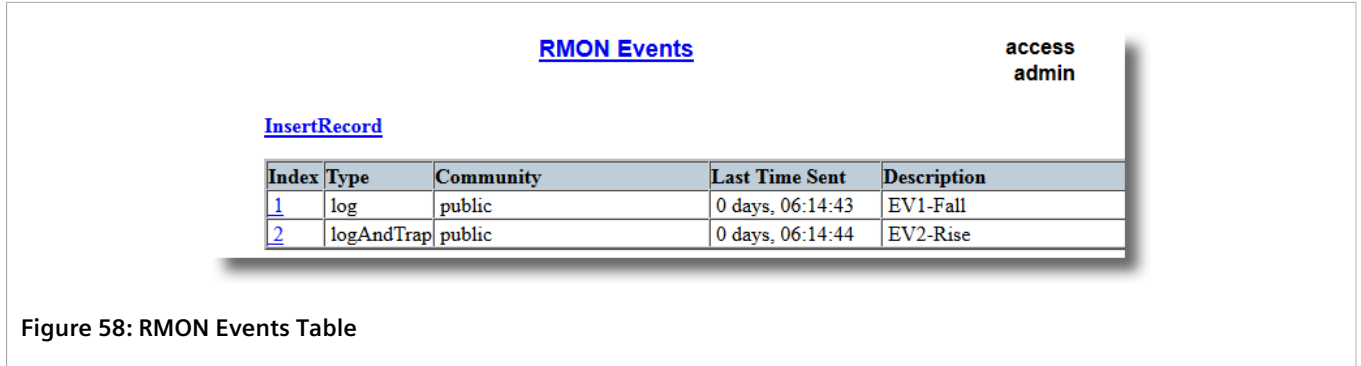 RMON Events
access
admin
InsertRecord
Index Type Community Last Time Sent Description
1 log public 0 days, 06:14:43 EV1-Fall
2 logAndTrap public 0 days, 06:14:44 EV2-Rise
Figure 58: RMON Events Table